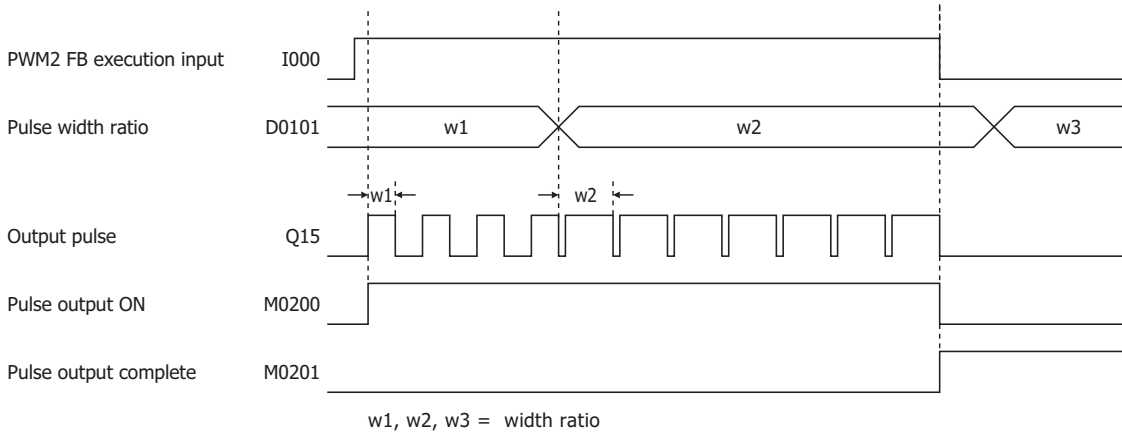 PWM2 FB execution input I000
Pulse width ratio D0101 w1 w2 w3
w1 w2
Output pulse Q15
Pulse output ON M0200
Pulse output complete M0201
w1, w2, w3 = width ratio